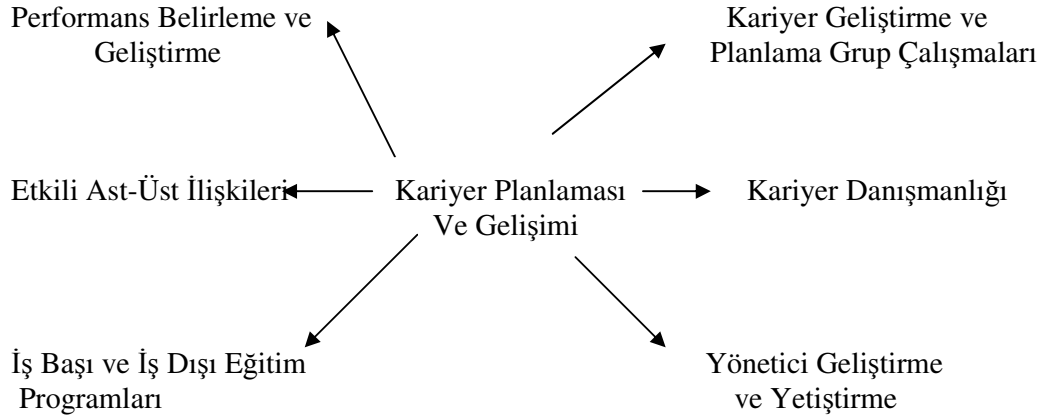 Performans Belirleme ve
Geliştirme
Kariyer Geliştirme ve
Planlama Grup Çalışmaları
Etkili Ast-Üst İlişkileri
Kariyer Planlaması
Ve Gelişimi
Kariyer Danışmanlığı
İş Başı ve İş Dışı Eğitim
Programları
Yönetici Geliştirme
ve Yetiştirme